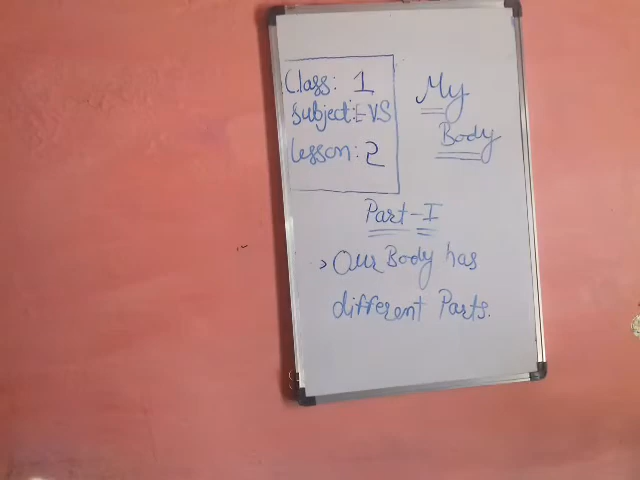 Class: 1
Subject: EVS
Lesson: 2
My
Body
Part-I
> Our Body has
different Parts.